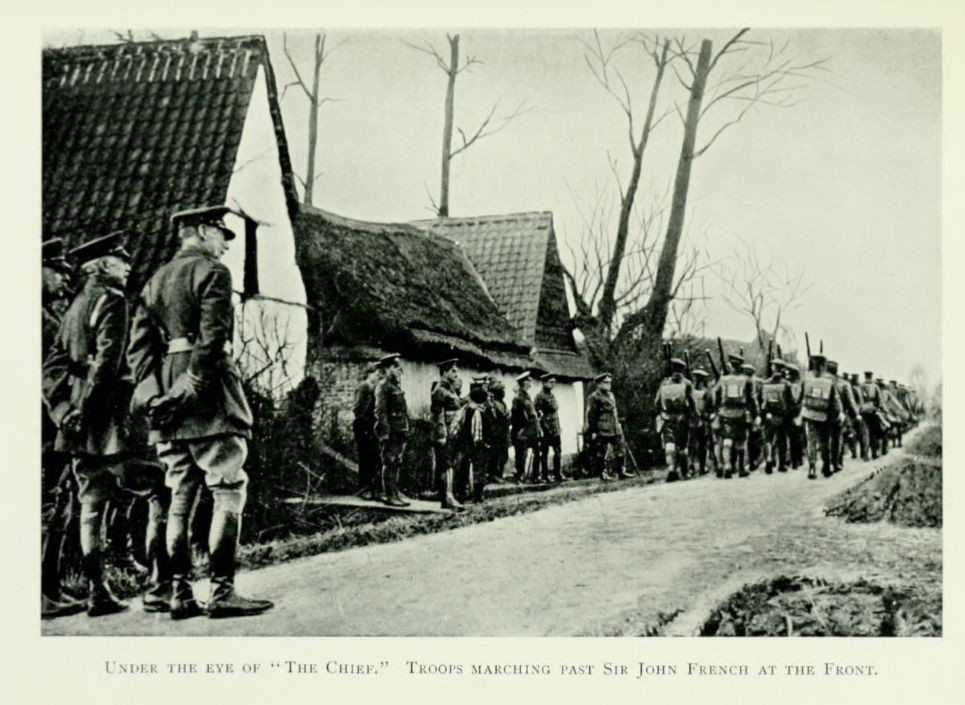 Under the eye of "The Chief." Troops marching past Sir John French at the Front.